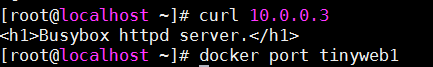 [root@localhost ~]# curl 10.0.0.3
<h1>Busybox httpd server.</h1>
[root@localhost ~]# docker port tinyweb1